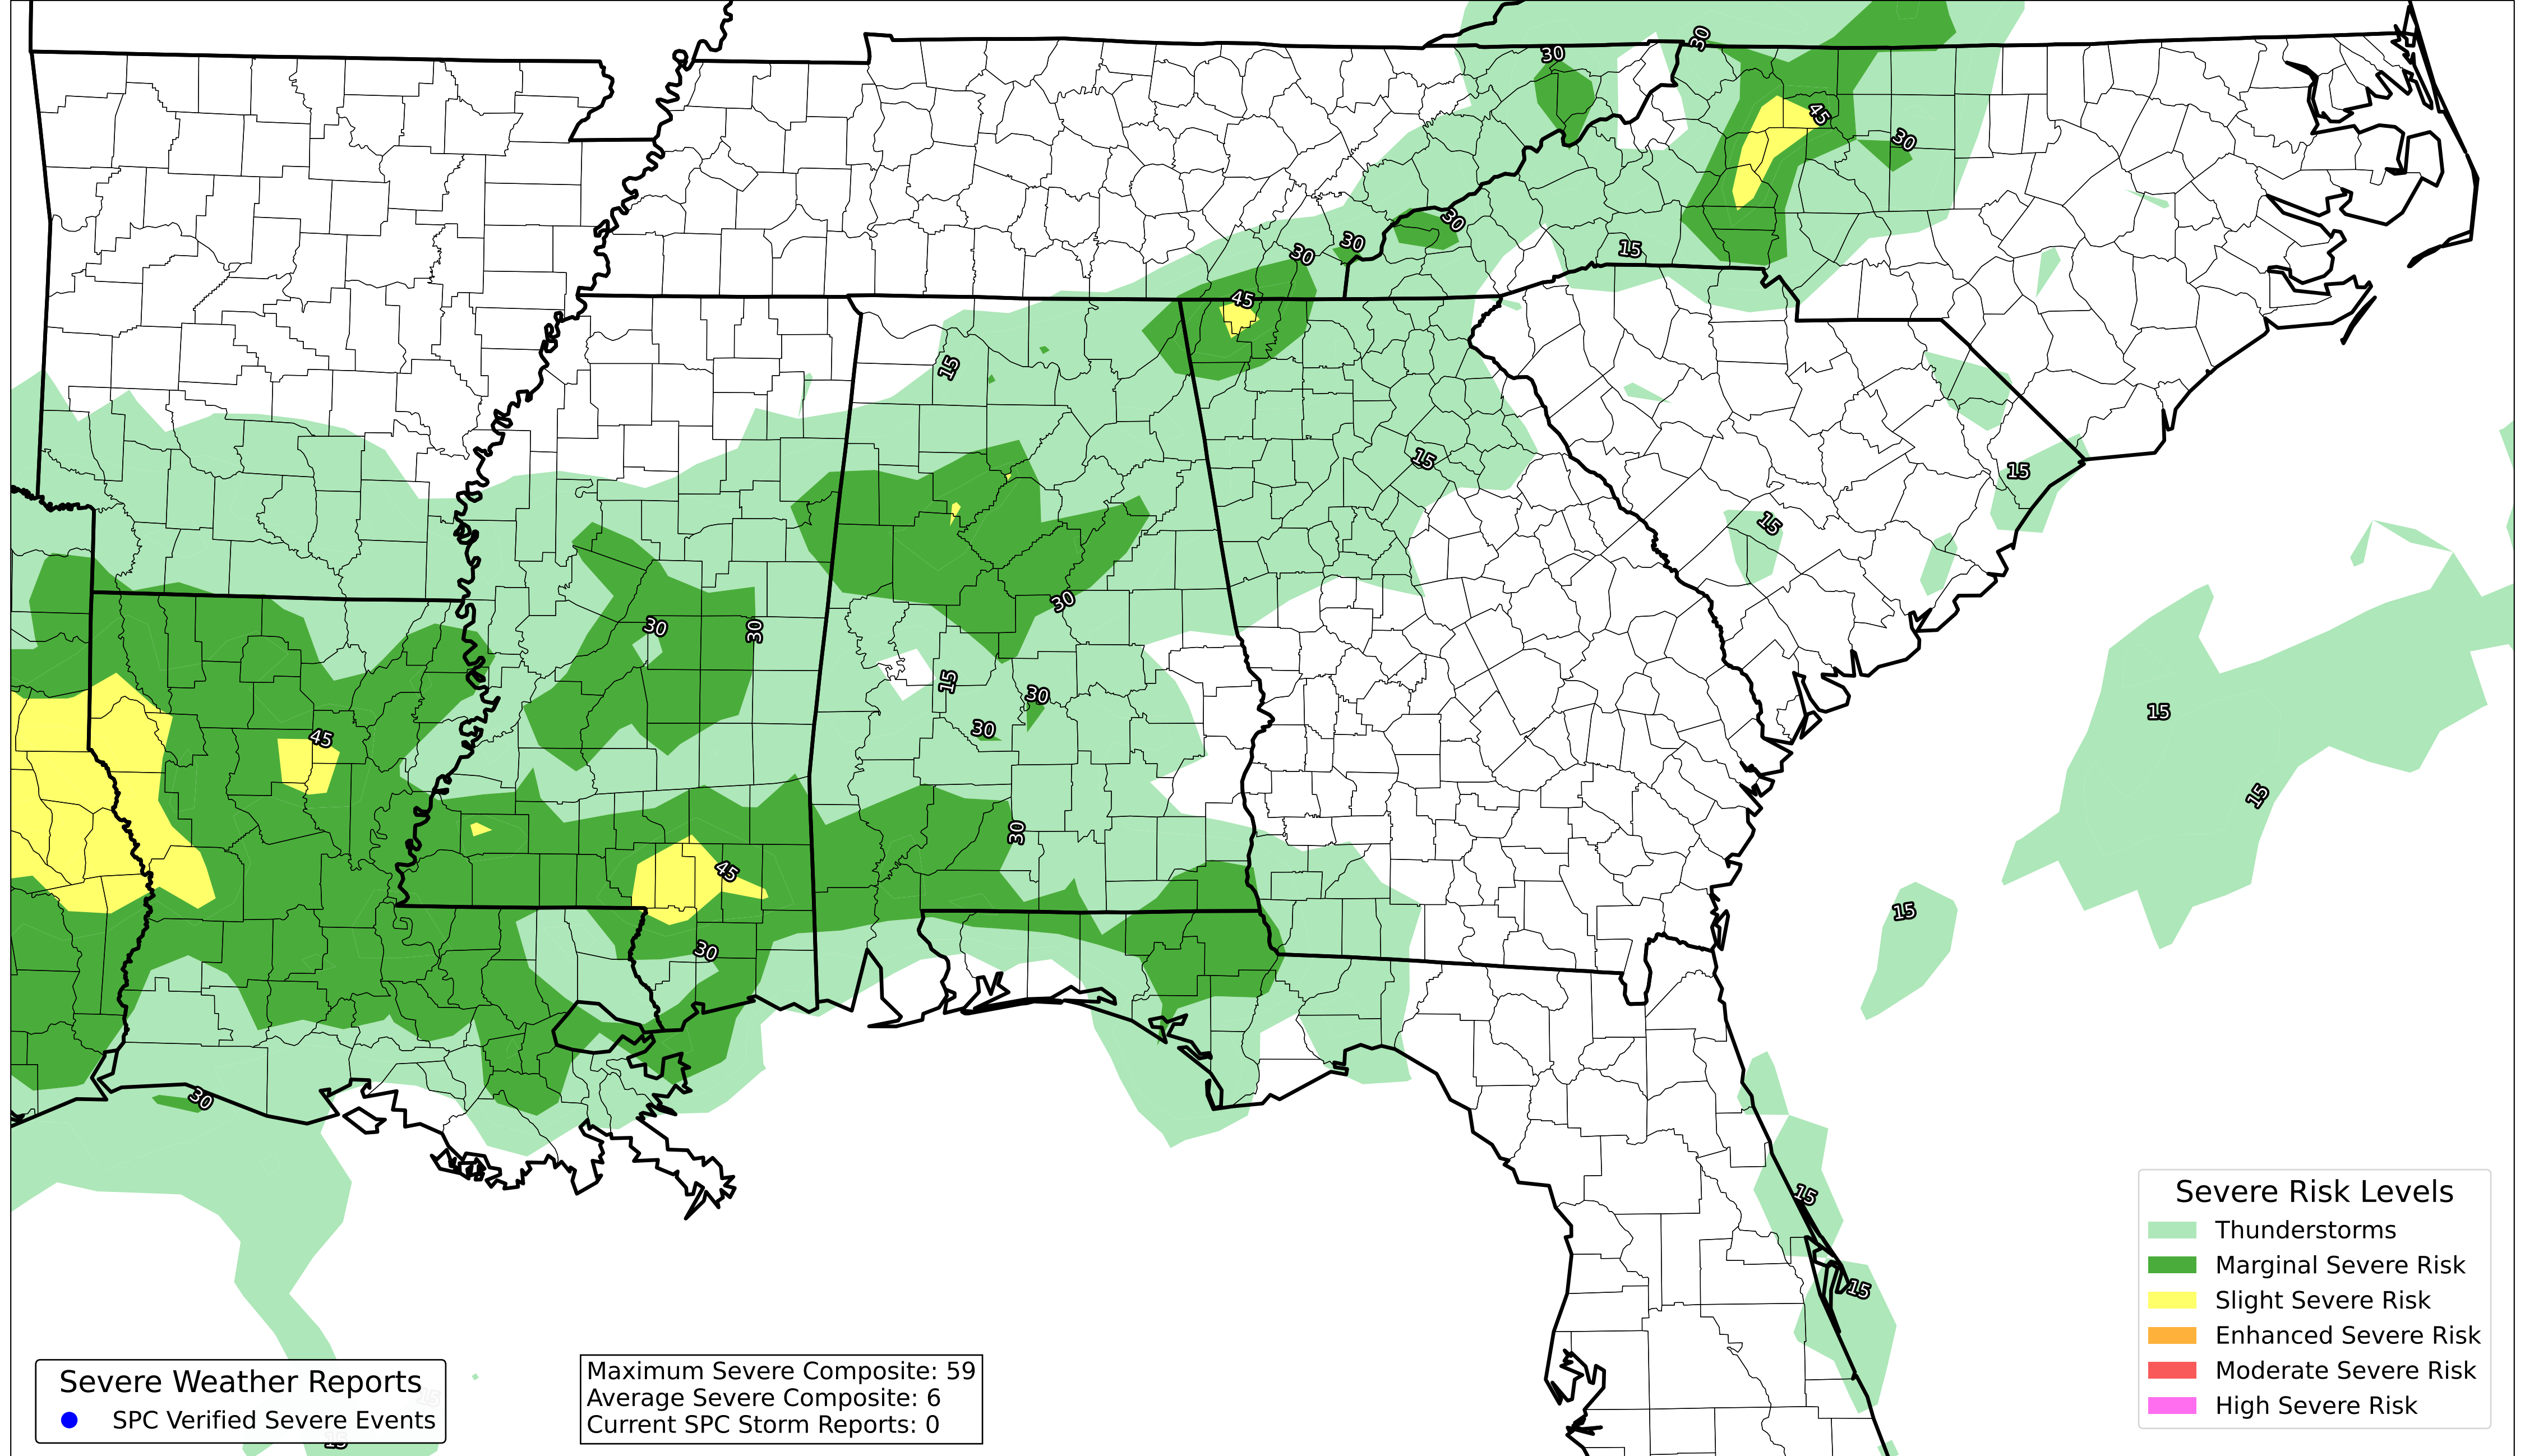 30
30
45
30
30
30
30
15
45
15
15
15
15
30
30
30
15
30
30
15
45
15
30
45
15
30
30
15
15
15
Severe Risk Levels
Thunderstorms
Marginal Severe Risk
Slight Severe Risk
Enhanced Severe Risk
Moderate Severe Risk
High Severe Risk
Severe Weather Reports
SPC Verified Severe Events
15
15
Maximum Severe Composite: 59
Average Severe Composite: 6
Current SPC Storm Reports: 0